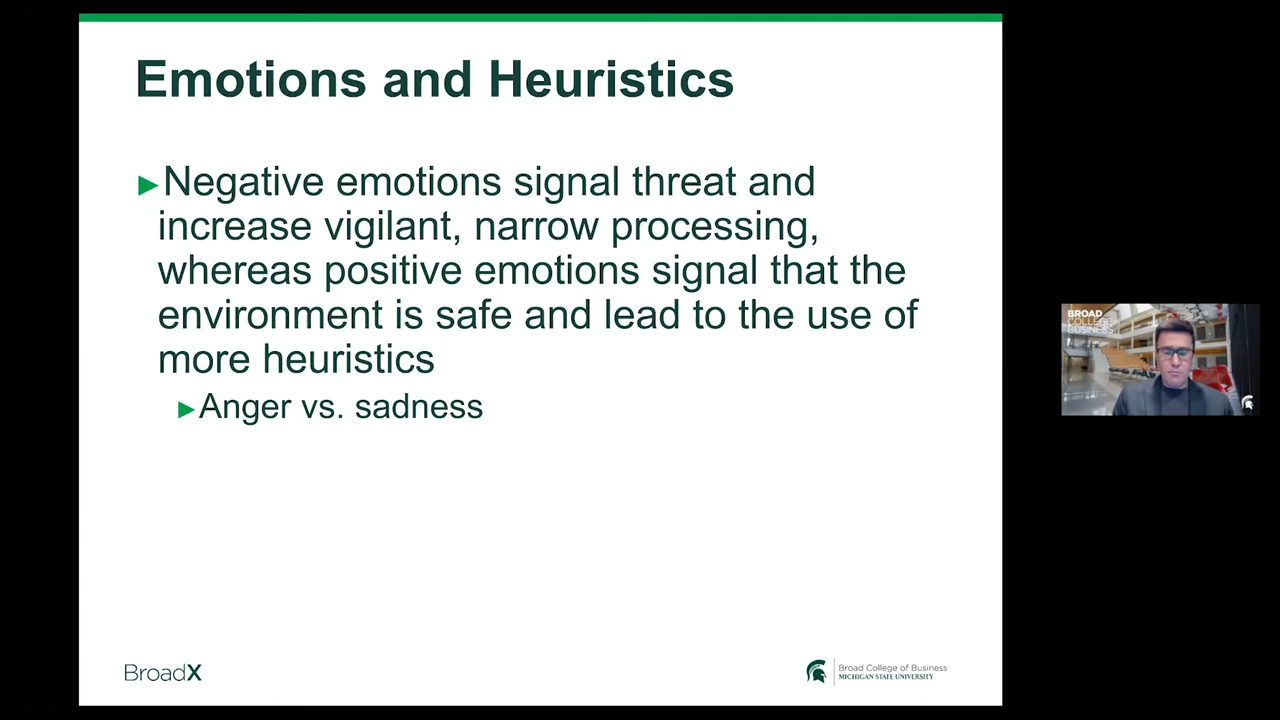 Emotions and Heuristics
►Negative emotions signal threat and
increase vigilant, narrow processing,
whereas positive emotions signal that the
environment is safe and lead to the use of
more heuristics
►Anger vs. sadness
BROAD
COLLEGE
BUSINESS
BroadX
Broad College of Business
MICHIGAN STATE UNIVERSITY